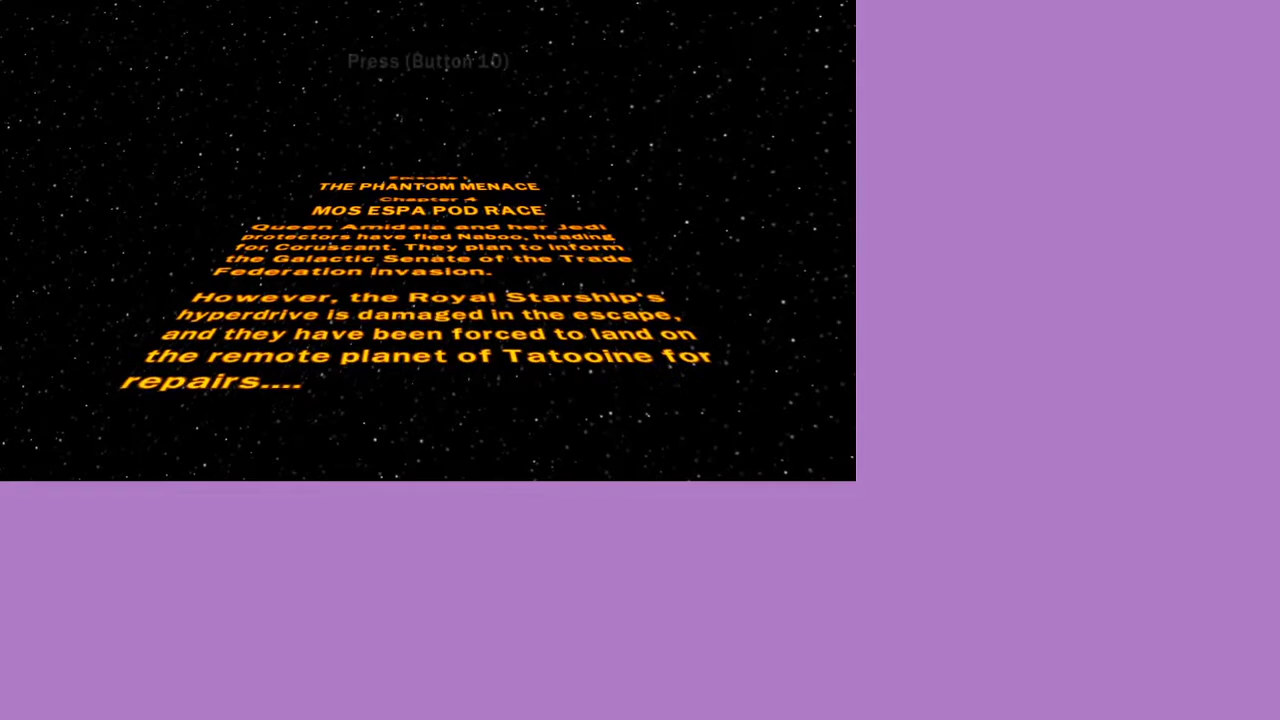 Press (Button 10)
Episode I
THE PHANTOM MENACE
Chapter 4
MOS ESPA POD RACE
Queen Amidala and her Jedi
protectors have fled Naboo, heading
for Coruscant. They plan to inform
the Galactic Senate of the Trade
Federation invasion.
However, the Royal Starship's
hyperdrive is damaged in the escape,
and they have been forced to land on
the remote planet of Tatooine for
repairs....